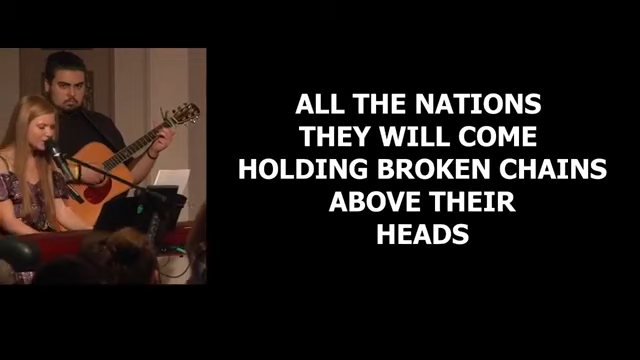 ALL THE NATIONS
THEY WILL COME
HOLDING BROKEN CHAINS
ABOVE THEIR
HEADS